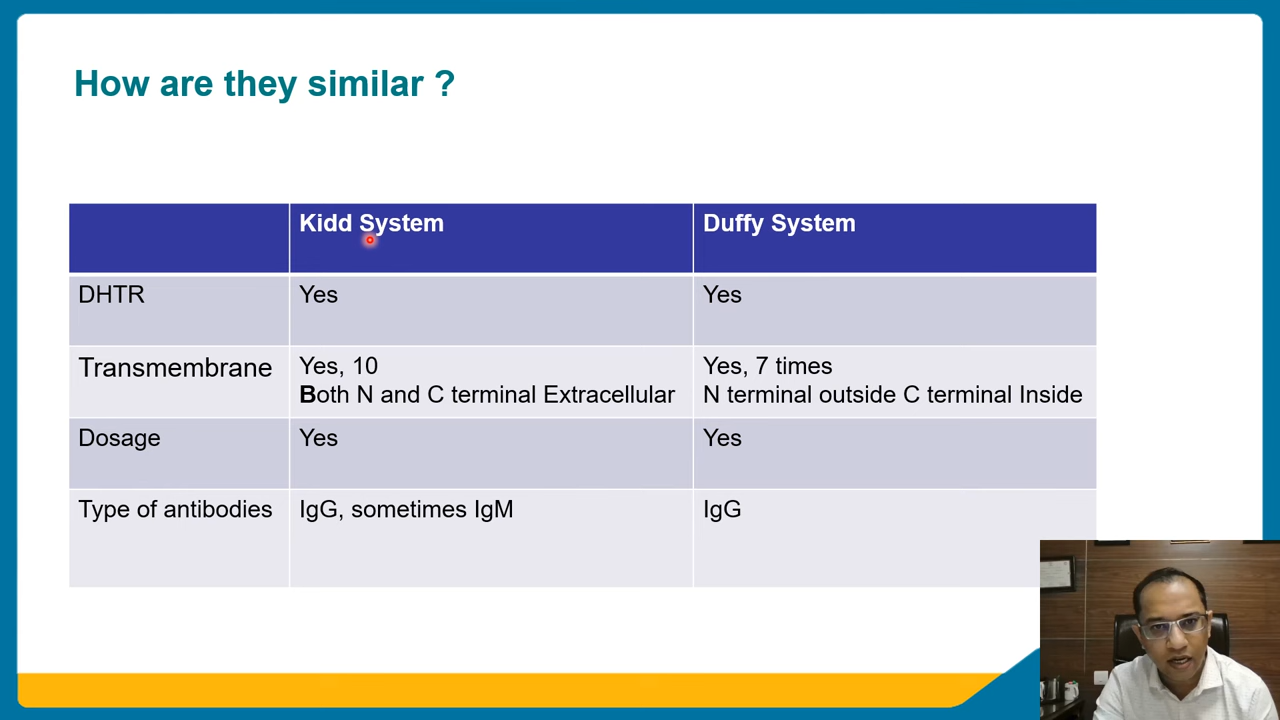 How are they similar ?
Kidd System
Duffy System
DHTR
Yes
Yes
Transmembrane
Yes, 10
Both N and C terminal Extracellular
Yes, 7 times
N terminal outside C terminal Inside
Dosage
Yes
Yes
Type of antibodies
IgG, sometimes IgM
IgG